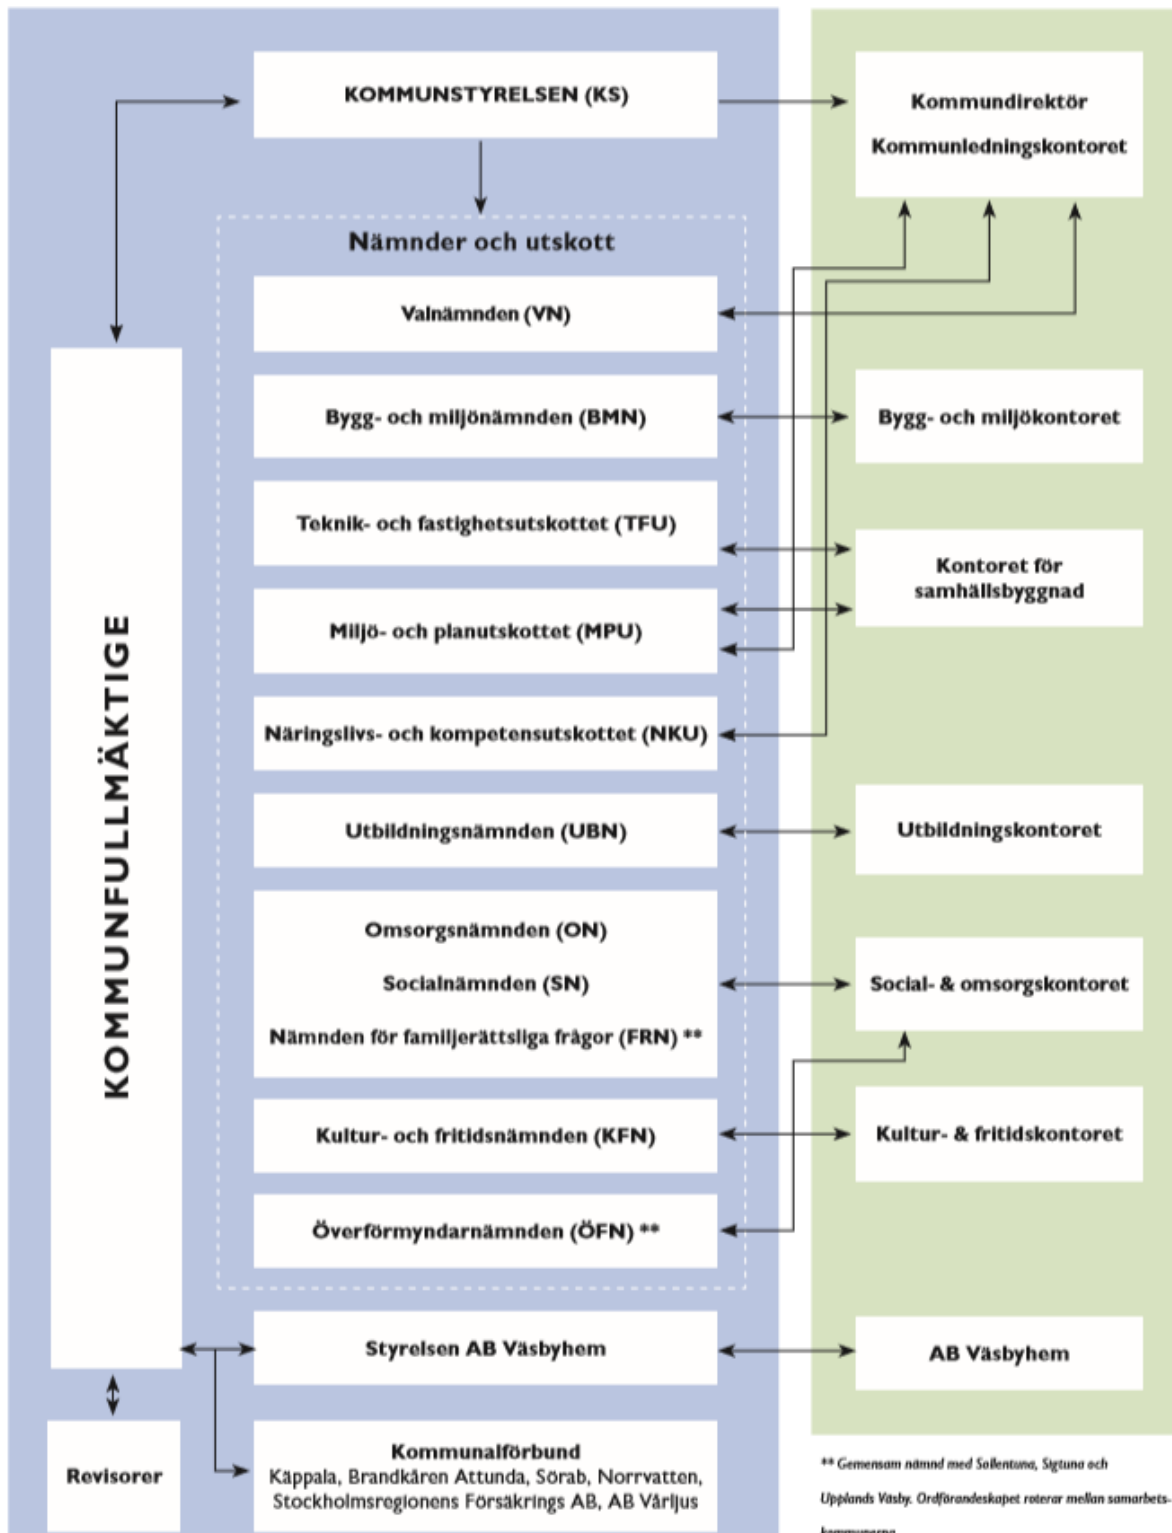 KOMMUNSTYRELSEN (KS)
Kommundirektör
Kommunledningskontoret
Nämnder och utskott
Valnämnden (VN)
Bygg- och miljönämnden (BMN)
Bygg- och miljökontoret
Teknik- och fastighetsutskottet (TFU)
Kontoret för
samhällsbyggnad
Miljö- och planutskottet (MPU)
Näringslivs- och kompetensutskottet (NKU)
KOMMUNFULLMÄKTIGE
Utbildningsnämnden (UBN)
Utbildningskontoret
Omsorgsnämnden (ON)
Socialnämnden (SN)
Nämnden för familjerättsliga frågor (FRN) **
Social- & omsorgskontoret
Kultur- och fritidsnämnden (KFN)
Kultur- & fritidskontoret
Överförmyndarnämnden (ÖFN) **
Styrelsen AB Väsbyhem
AB Väsbyhem
Revisorer
Kommunalförbund
Käppala, Brandkåren Attunda, Sörab, Norrvatten,
Stockholmsregionens Försäkrings AB, AB Vårljus
** Gemensam nämnd med Sollentuna, Sigtuna och
Upplands Väsby. Ordförandeskapet roterar mellan samarbets-
kommunerna